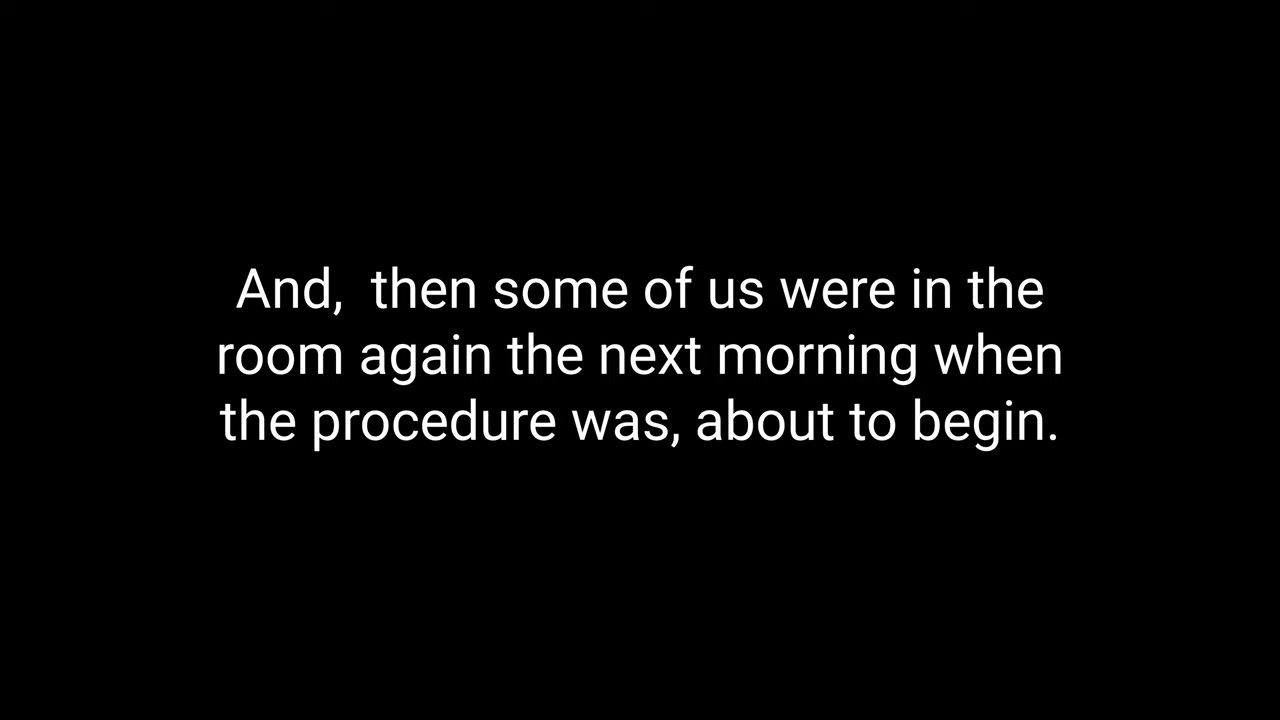 And,  then some of us were in the
room again the next morning when
the procedure was, about to begin.